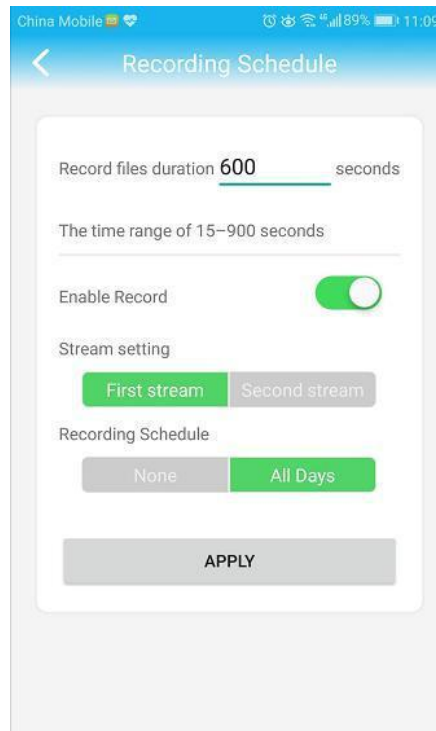 China Mobile 46 89% 11:09
Recording Schedule
Record files duration 600 seconds
The time range of 15-900 seconds
Enable Record
Stream setting
First stream Second stream
Recording Schedule
None All Days
APPLY